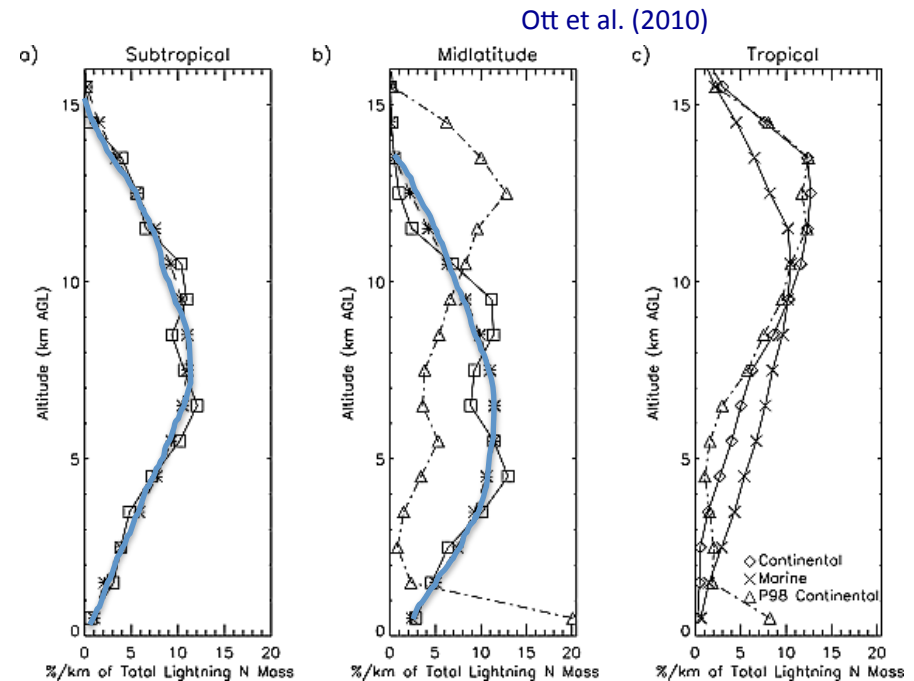 Ott et al. (2010)
a) Subtropical
b) Midlatitude
c) Tropical
15
10
5
0
Altitude (km AGL)
0 5 10 15 20
%/km of Total Lightning N Mass
15
10
5
0
Altitude (km AGL)
0 5 10 15 20
%/km of Total Lightning N Mass
15
10
5
0
Altitude (km AGL)
Continental
Marine
P98 Continental
0 5 10 15 20
%/km of Total Lightning N Mass